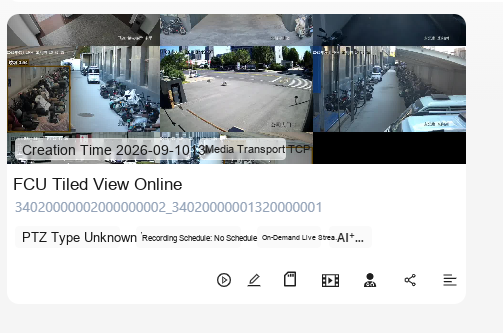 Creation Time 2026-09-10 13
Media Transport TCP
FCU Tiled View Online
34020000002000000002_34020000001320000001
PTZ Type Unknown
Recording Schedule: No Schedule
On-Demand Live Strea.
AI⁺...